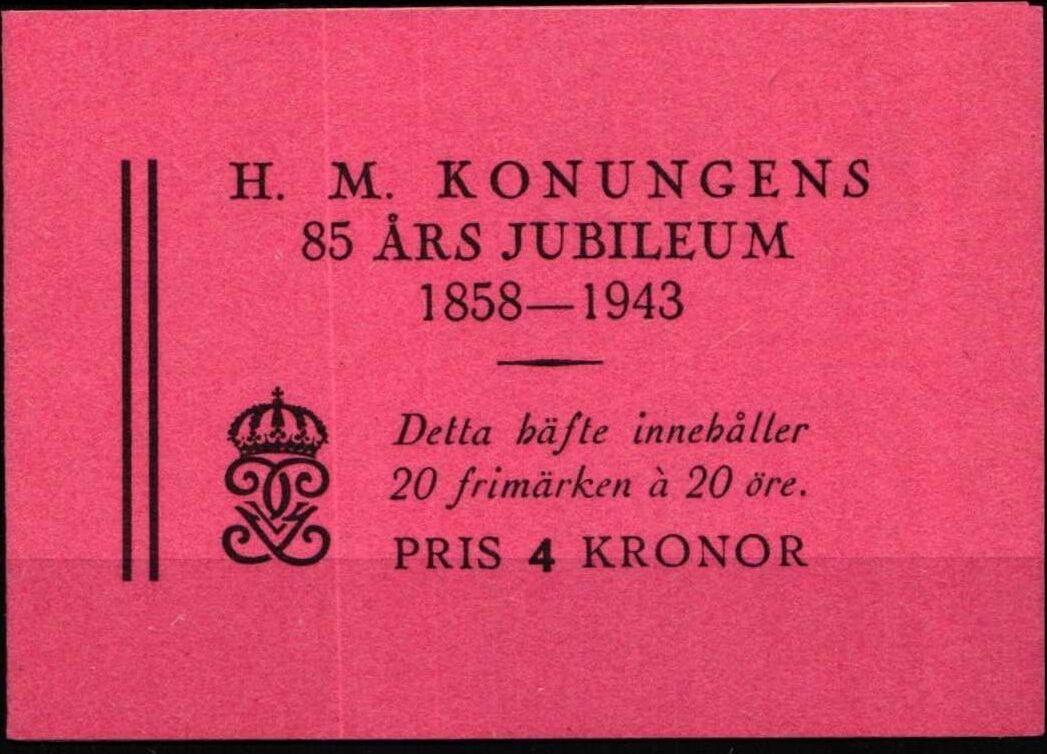 H. M. KONUNGENS
85 ÅRS JUBILEUM
1858—1943
Detta häfte innehåller
20 frimärken à 20 öre.
PRIS 4 KRONOR